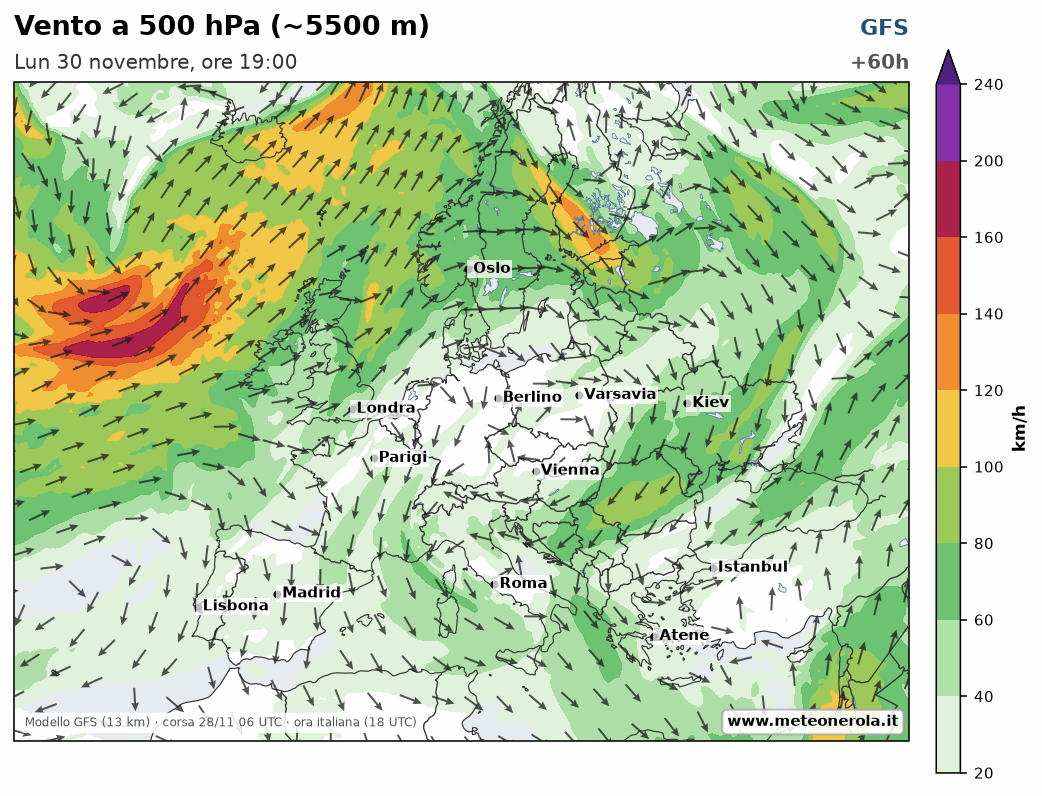 Vento a 500 hPa (~5500 m)
GFS
Lun 30 novembre, ore 19:00
+60h
240
200
160
140
120
100
80
60
40
20
km/h
Oslo
Londra
Berlino
Varsavia
Kiev
Parigi
Vienna
Roma
Istanbul
Madrid
Lisbona
Atene
Modello GFS (13 km) · corsa 28/11 06 UTC · ora italiana (18 UTC)
www.meteonerola.it